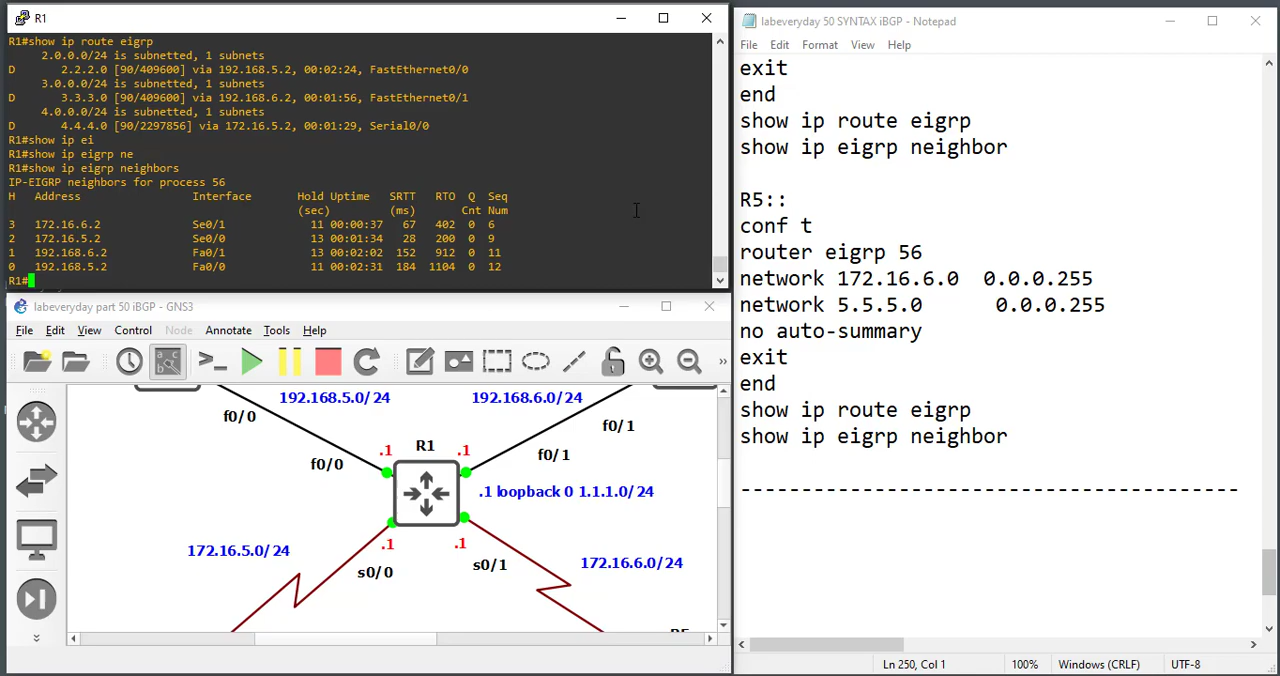 R1
R1#show ip route eigrp
     2.0.0.0/24 is subnetted, 1 subnets
D       2.2.2.0 [90/409600] via 192.168.5.2, 00:02:24, FastEthernet0/0
     3.0.0.0/24 is subnetted, 1 subnets
D       3.3.3.0 [90/409600] via 192.168.6.2, 00:01:56, FastEthernet0/1
     4.0.0.0/24 is subnetted, 1 subnets
D       4.4.4.0 [90/2297856] via 172.16.5.2, 00:01:29, Serial0/0
R1#show ip ei
R1#show ip eigrp ne
R1#show ip eigrp neighbors
IP-EIGRP neighbors for process 56
H   Address                 Interface       Hold Uptime   SRTT   RTO  Q  Seq
                                            (sec)         (ms)       Cnt Num
3   172.16.6.2              Se0/1             11 00:00:37   67   402  0  6
2   172.16.5.2              Se0/0             13 00:01:34   28   200  0  9
1   192.168.6.2             Fa0/1             13 00:02:02  152   912  0  11
0   192.168.5.2             Fa0/0             11 00:02:31  184  1104  0  12
R1#
labeveryday part 50 iBGP - GNS3
File Edit View Control Node Annotate Tools Help
192.168.5.0/24
192.168.6.0/24
f0/0
f0/1
.1
R1
.1
f0/0
f0/1
.1 loopback 0 1.1.1.0/24
172.16.5.0/24
.1
.1
s0/0
s0/1
172.16.6.0/24
labeveryday 50 SYNTAX iBGP - Notepad
File Edit Format View Help
exit
end
show ip route eigrp
show ip eigrp neighbor
R5::
conf t
router eigrp 56
network 172.16.6.0  0.0.0.255
network 5.5.5.0      0.0.0.255
no auto-summary
exit
end
show ip route eigrp
show ip eigrp neighbor
-----------------------------------------
Ln 250, Col 1
100%
Windows (CRLF)
UTF-8